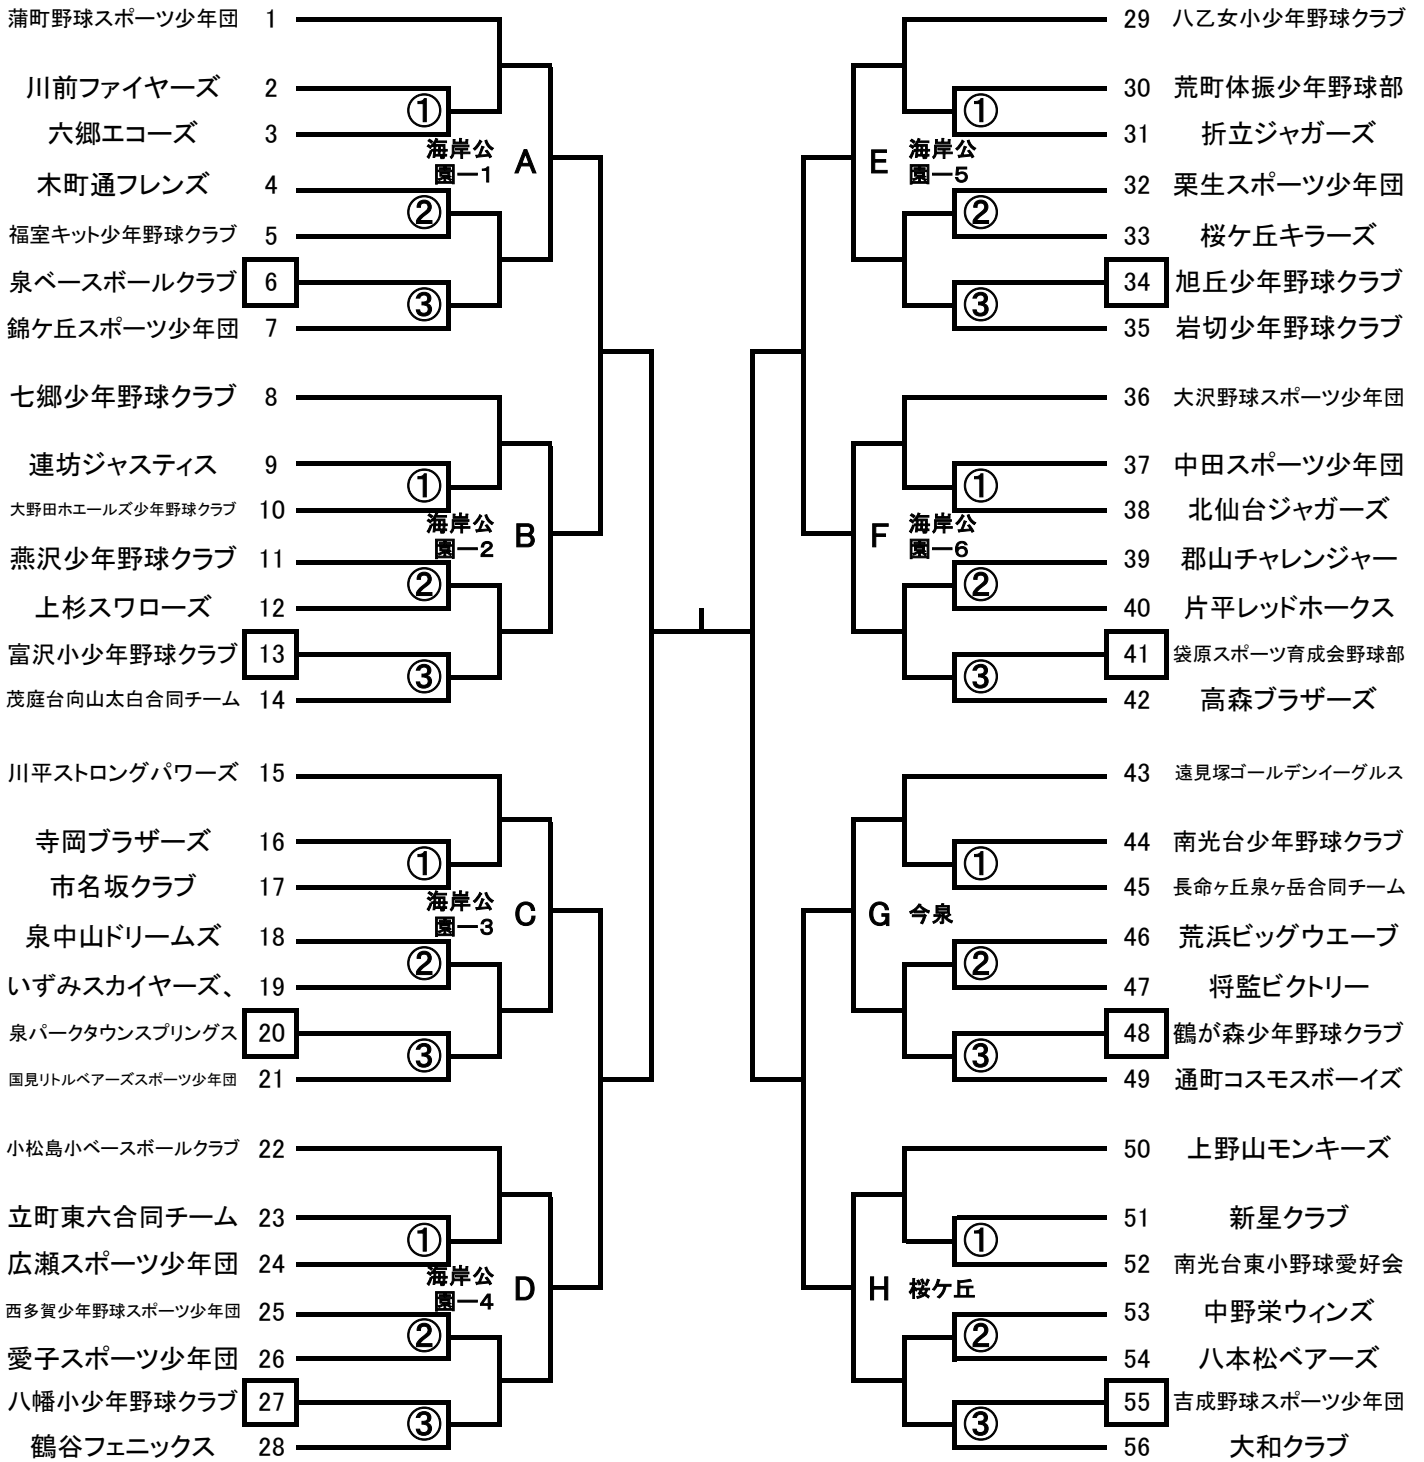 蒲町野球スポーツ少年団 1
川前ファイヤーズ 2
①
六郷エコーズ 3
海岸公
園ー1
A
木町通フレンズ 4
②
福室キット少年野球クラブ 5
泉ベースボールクラブ 6
③
錦ケ丘スポーツ少年団 7
七郷少年野球クラブ 8
連坊ジャスティス 9
①
大野田ホエールズ少年野球クラブ 10
海岸公
園ー2
B
燕沢少年野球クラブ 11
②
上杉スワローズ 12
富沢小少年野球クラブ 13
③
茂庭台向山太白合同チーム 14
川平ストロングパワーズ 15
寺岡ブラザーズ 16
①
市名坂クラブ 17
海岸公
園ー3
C
泉中山ドリームズ 18
②
いずみスカイヤーズ、 19
泉パークタウンスプリングス 20
③
国見リトルベアーズスポーツ少年団 21
小松島小ベースボールクラブ 22
立町東六合同チーム 23
①
広瀬スポーツ少年団 24
海岸公
園ー4
D
西多賀少年野球スポーツ少年団 25
②
愛子スポーツ少年団 26
八幡小少年野球クラブ 27
③
鶴谷フェニックス 28
29 八乙女小少年野球クラブ
30 荒町体振少年野球部
①
31 折立ジャガーズ
E
海岸公
園ー5
32 栗生スポーツ少年団
②
33 桜ケ丘キラーズ
34 旭丘少年野球クラブ
③
35 岩切少年野球クラブ
36 大沢野球スポーツ少年団
37 中田スポーツ少年団
①
38 北仙台ジャガーズ
F
海岸公
園ー6
39 郡山チャレンジャー
②
40 片平レッドホークス
41 袋原スポーツ育成会野球部
③
42 高森ブラザーズ
43 遠見塚ゴールデンイーグルス
44 南光台少年野球クラブ
①
45 長命ヶ丘泉ヶ岳合同チーム
G 今泉
46 荒浜ビッグウエーブ
②
47 将監ビクトリー
48 鶴が森少年野球クラブ
③
49 通町コスモスボーイズ
50 上野山モンキーズ
51 新星クラブ
①
52 南光台東小野球愛好会
H 桜ケ丘
53 中野栄ウィンズ
②
54 八本松ベアーズ
55 吉成野球スポーツ少年団
③
56 大和クラブ